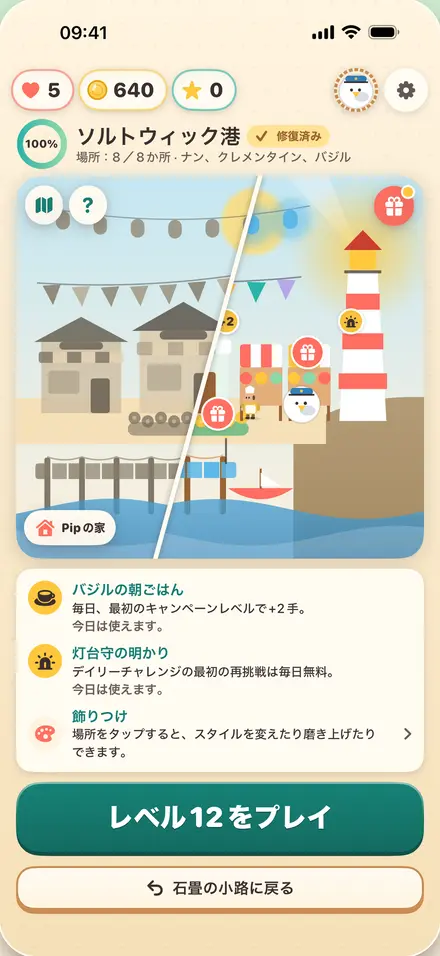 09:41
5
640
0
100%
ソルトウィック港
修復済み
場所：8／8か所 · ナン、クレメンタイン、バジル
?
+2
Pipの家
バジルの朝ごはん
毎日、最初のキャンペーンレベルで+2手。
今日は使えます。
灯台守の明かり
デイリーチャレンジの最初の再挑戦は毎日無料。
今日は使えます。
飾りつけ
場所をタップすると、スタイルを変えたり磨き上げたり
できます。
レベル12をプレイ
石畳の小路に戻る